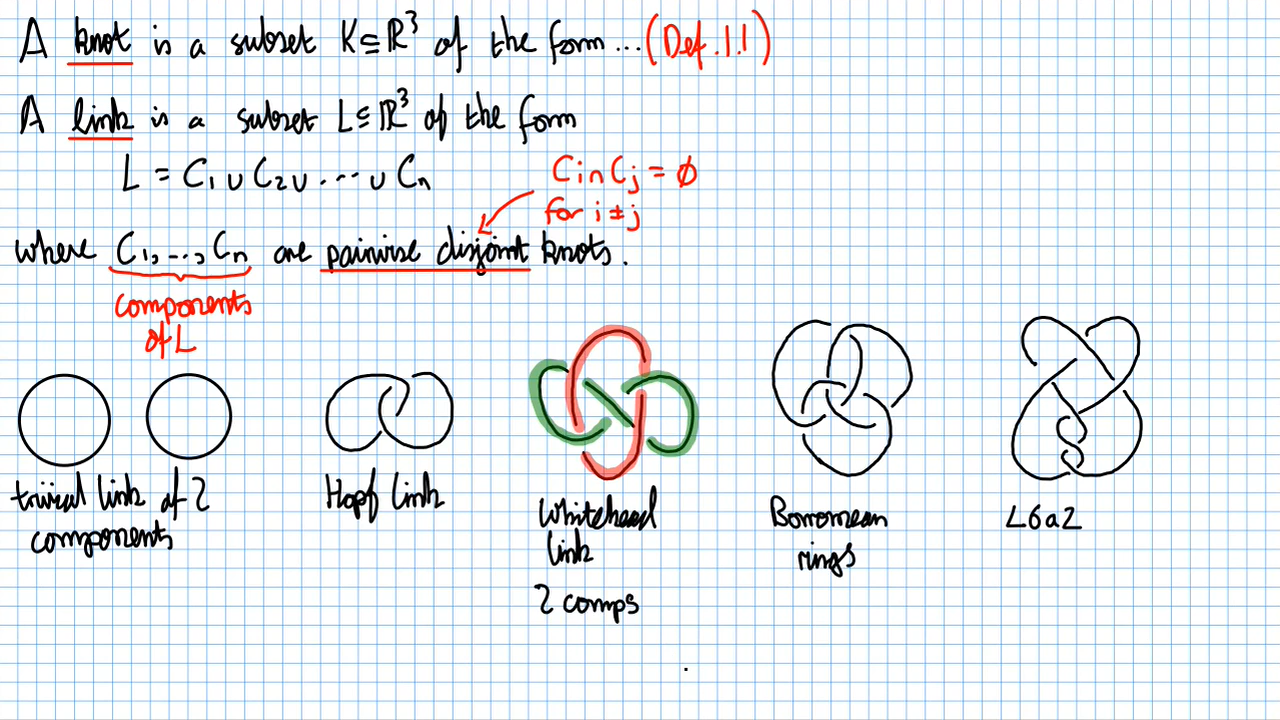 A knot is a subset K⊆ℝ³ of the form ... (Def. 1.1)
A link is a subset L⊆ℝ³ of the form
L = C₁ ∪ C₂ ∪ ... ∪ Cₙ
Ci∩Cj = ∅
for i ≠ j
where C₁, ..., Cₙ are pairwise disjoint knots.
components
of L
trivial link of 2
components
Hopf link
Whitehead
link
2 comps
Borromean
rings
L6a2